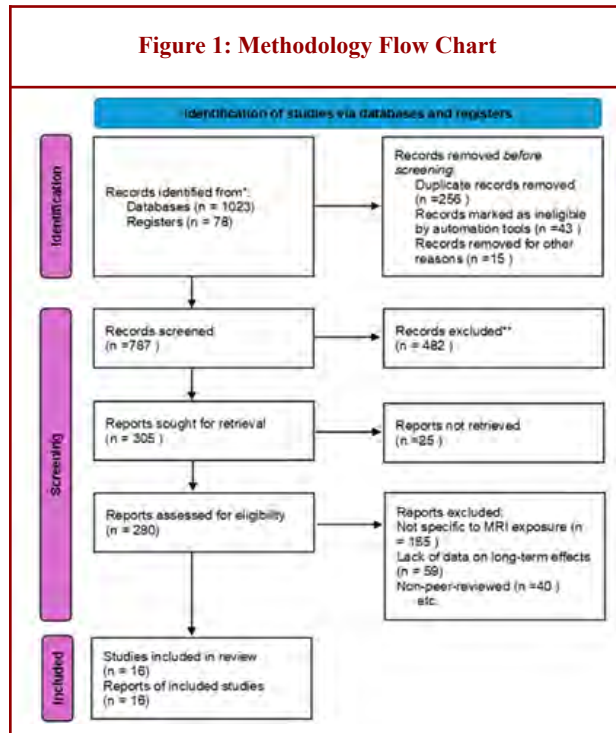 Figure 1: Methodology Flow Chart
Identification of studies via databases and registers
Identification
Records identified from*:
Databases (n = 1023)
Registers (n = 78)
Records removed before
screening:
Duplicate records removed
(n =256 )
Records marked as ineligible
by automation tools (n =43 )
Records removed for other
reasons (n =15 )
Screening
Records screened
(n =787 )
Records excluded**
(n = 482 )
Reports sought for retrieval
(n = 305 )
Reports not retrieved
(n =25 )
Reports assessed for eligibility
(n = 280)
Reports excluded:
Not specific to MRI exposure (n
= 165 )
Lack of data on long-term effects
(n = 59)
Non-peer-reviewed (n =40 )
etc.
Included
Studies included in review
(n = 16)
Reports of included studies
(n = 16)